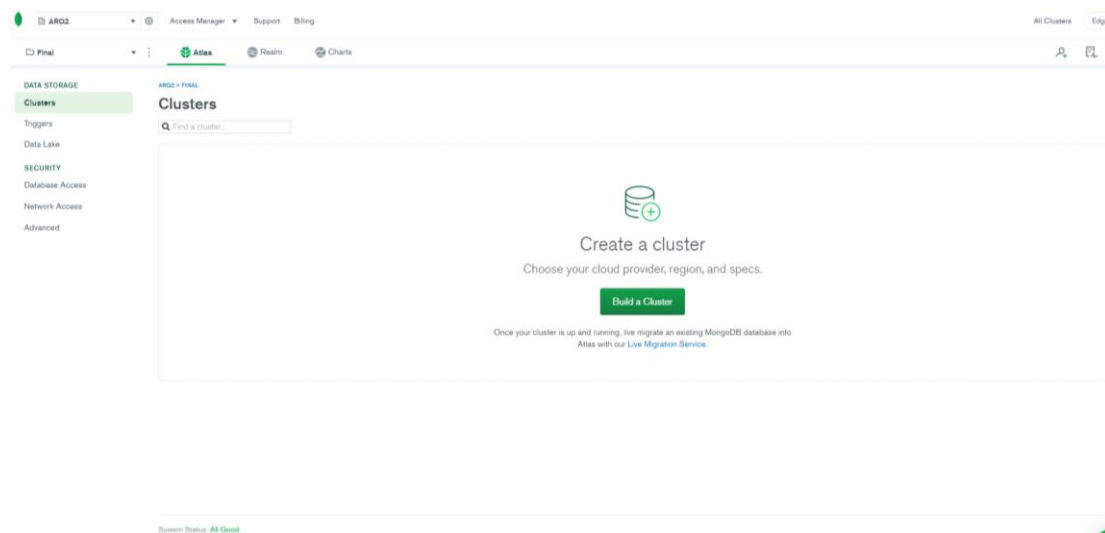 ARQ2
Access Manager
Support
Billing
All Clusters
Final
Atlas
Realm
Charts
DATA STORAGE
Clusters
Triggers
Data Lake
SECURITY
Database Access
Network Access
Advanced
ARQ2 > FINAL
Clusters
Find a cluster...
Create a cluster
Choose your cloud provider, region, and specs.
Build a Cluster
Once your cluster is up and running, live migrate an existing MongoDB database into
Atlas with our Live Migration Service.
System Status: All Good